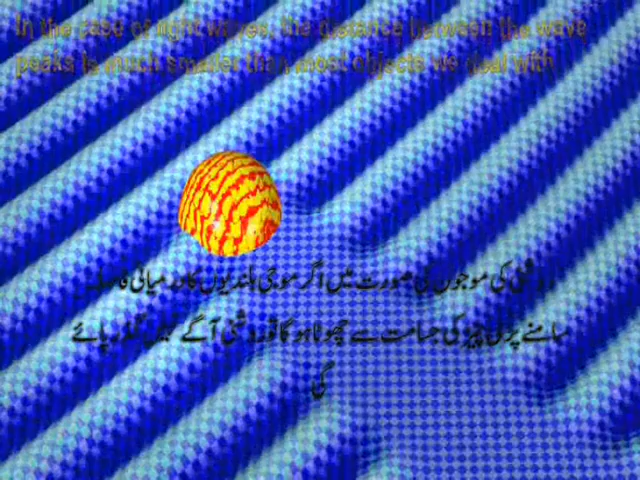 In the case of light waves, the distance between the wave
peaks is much smaller than most objects we deal with
روشنی کی موجوں کی صورت میں اگر موجی بلندیوں کا درمیانی فاصلہ
سامنے پڑی چیز کی جسامت سے چھوٹا ہو گا تو روشنی آگے نہیں گذر پائے
گی